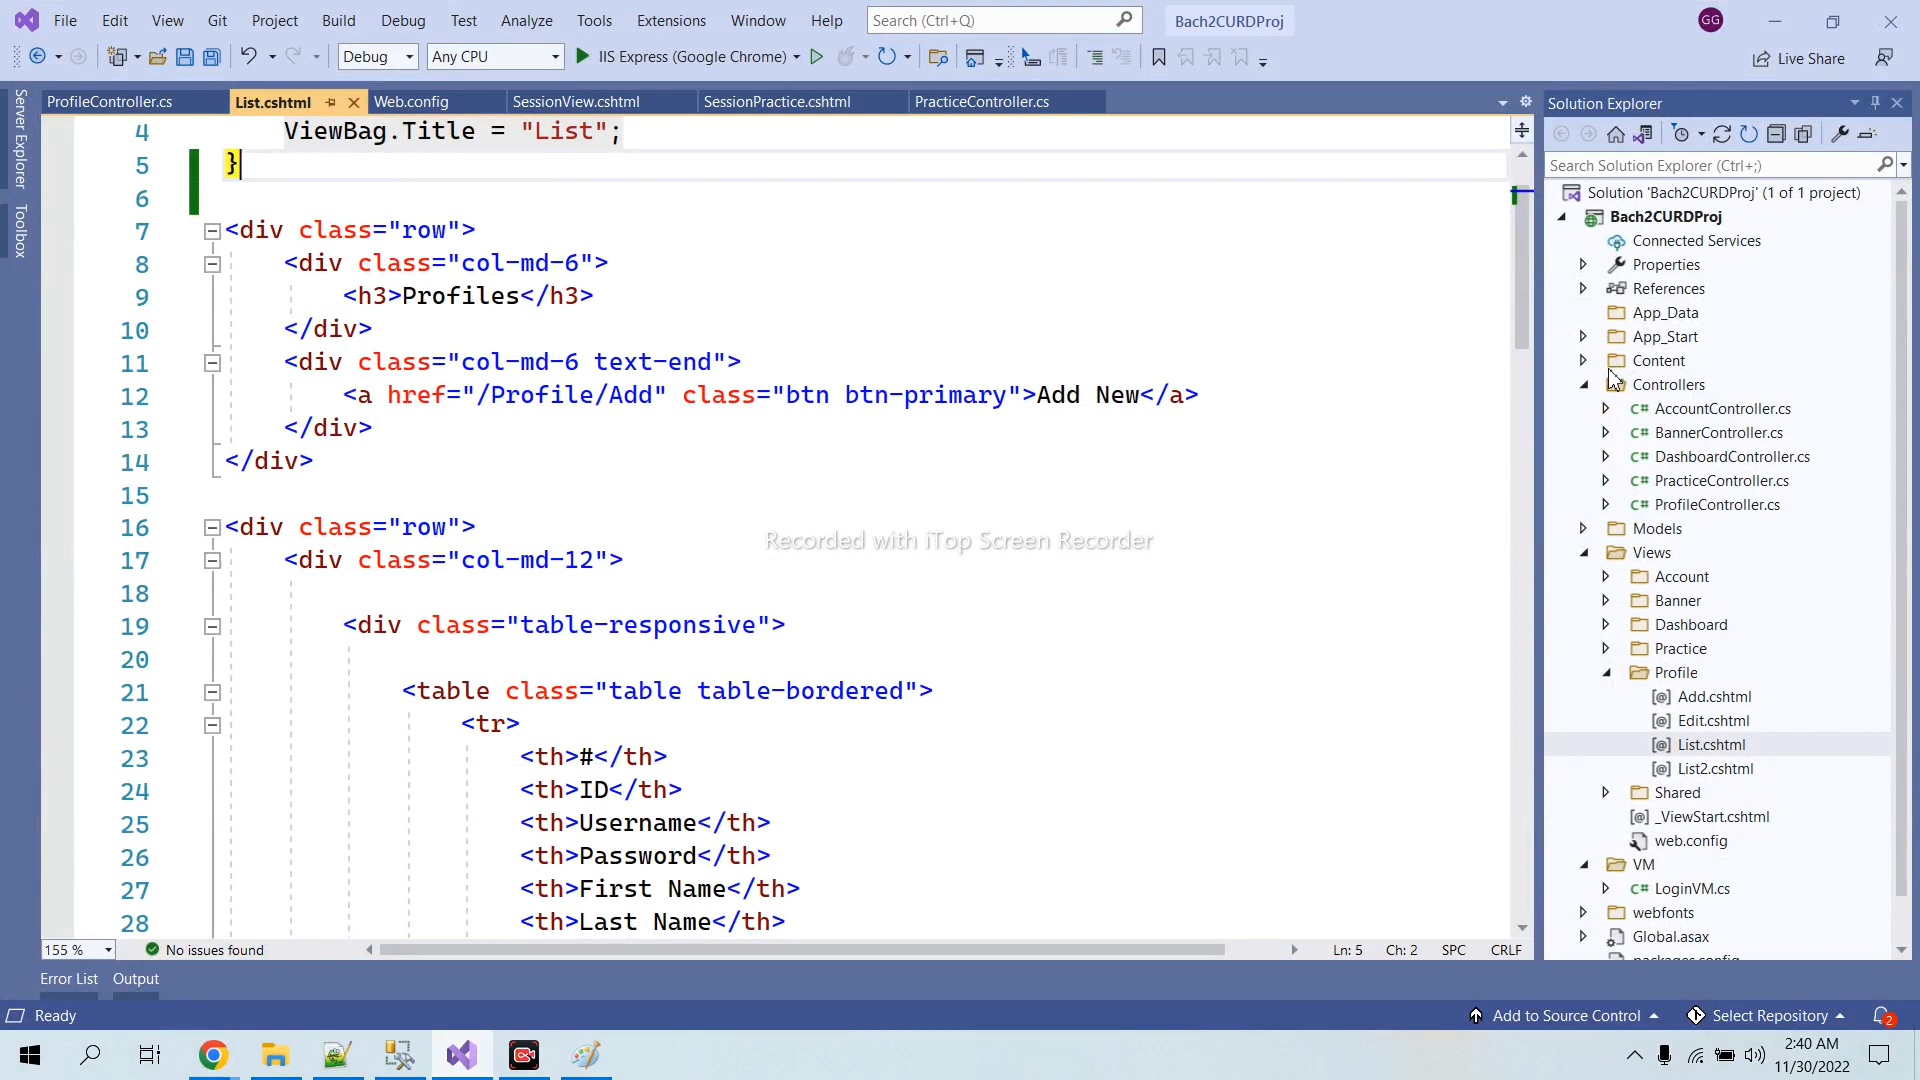 File Edit View Git Project Build Debug Test Analyze Tools Extensions Window Help Search (Ctrl+Q) Bach2CURDProj GG
Debug Any CPU IIS Express (Google Chrome) Live Share
Server Explorer
Toolbox
ProfileController.cs List.cshtml Web.config SessionView.cshtml SessionPractice.cshtml PracticeController.cs
4 ViewBag.Title = "List";
5 }
6
7 <div class="row">
8 <div class="col-md-6">
9 <h3>Profiles</h3>
10 </div>
11 <div class="col-md-6 text-end">
12 <a href="/Profile/Add" class="btn btn-primary">Add New</a>
13 </div>
14 </div>
15
16 <div class="row">
17 <div class="col-md-12">
18
19 <div class="table-responsive">
20
21 <table class="table table-bordered">
22 <tr>
23 <th>#</th>
24 <th>ID</th>
25 <th>Username</th>
26 <th>Password</th>
27 <th>First Name</th>
28 <th>Last Name</th>
Recorded with iTop Screen Recorder
155 % No issues found Ln: 5 Ch: 2 SPC CRLF
Solution Explorer
Search Solution Explorer (Ctrl+;)
Solution 'Bach2CURDProj' (1 of 1 project)
Bach2CURDProj
Connected Services
Properties
References
App_Data
App_Start
Content
Controllers
C# AccountController.cs
C# BannerController.cs
C# DashboardController.cs
C# PracticeController.cs
C# ProfileController.cs
Models
Views
Account
Banner
Dashboard
Practice
Profile
[@] Add.cshtml
[@] Edit.cshtml
[@] List.cshtml
[@] List2.cshtml
Shared
[@] _ViewStart.cshtml
web.config
VM
C# LoginVM.cs
webfonts
Global.asax
packages.config
Error List Output
Ready Add to Source Control Select Repository 2
2:40 AM
11/30/2022